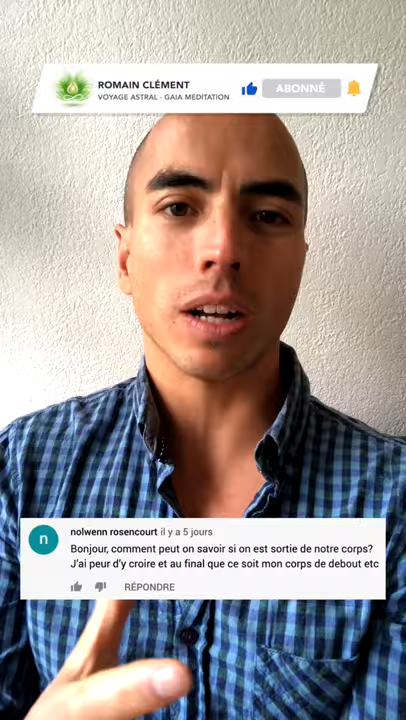 ROMAIN CLÉMENT
VOYAGE ASTRAL - GAIA MEDITATION
ABONNÉ
n
nolwenn rosencourt il y a 5 jours
Bonjour, comment peut on savoir si on est sortie de notre corps?
J'ai peur d'y croire et au final que ce soit mon corps de debout etc
RÉPONDRE